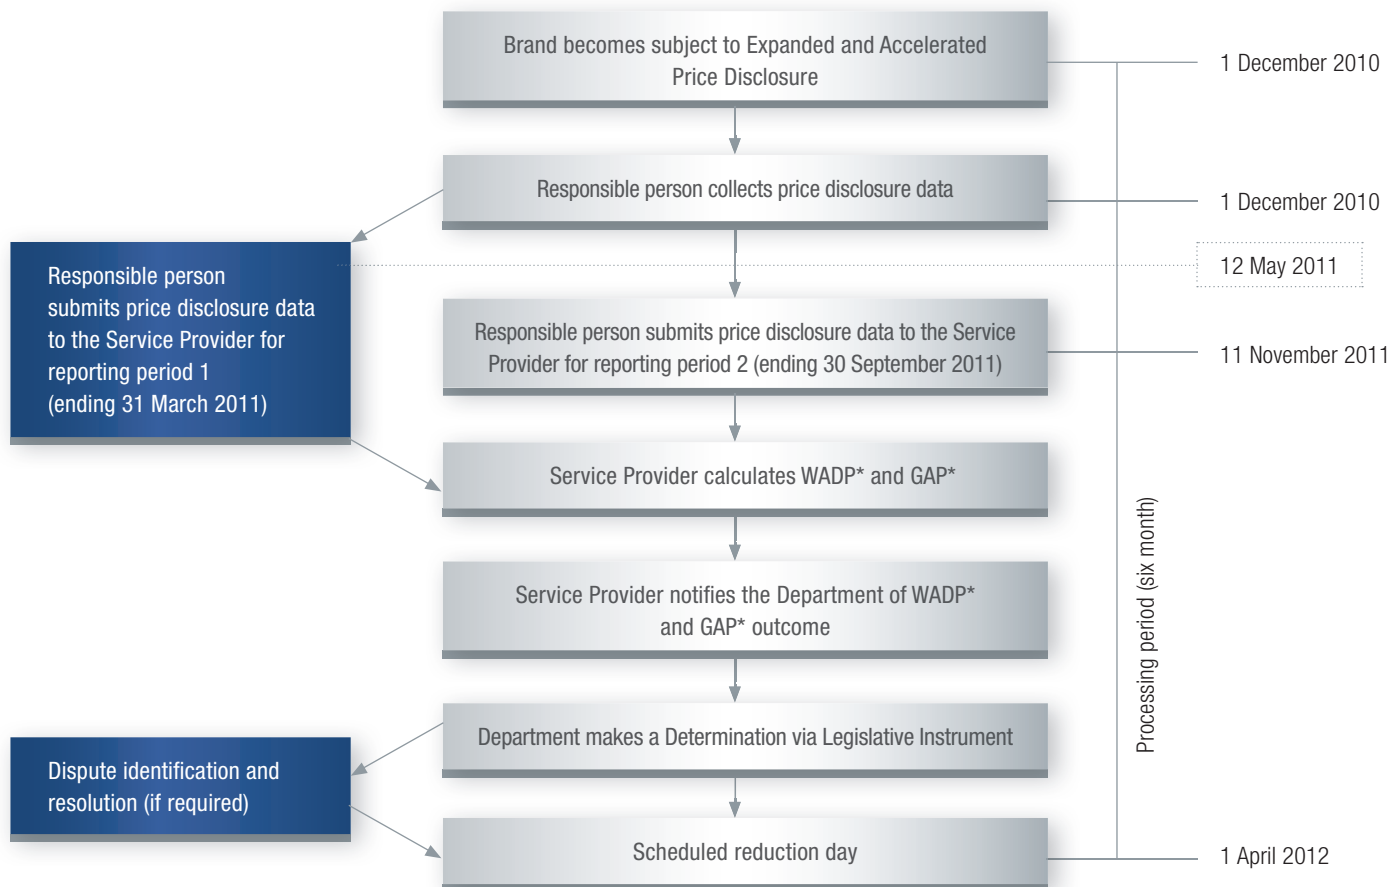 Brand becomes subject to Expanded and Accelerated
Price Disclosure
1 December 2010
Responsible person collects price disclosure data
1 December 2010
12 May 2011
Responsible person
submits price disclosure data
to the Service Provider for
reporting period 1
(ending 31 March 2011)
Responsible person submits price disclosure data to the Service
Provider for reporting period 2 (ending 30 September 2011)
11 November 2011
Service Provider calculates WADP* and GAP*
Service Provider notifies the Department of WADP*
and GAP* outcome
Processing period (six month)
Department makes a Determination via Legislative Instrument
Dispute identification and
resolution (if required)
Scheduled reduction day
1 April 2012